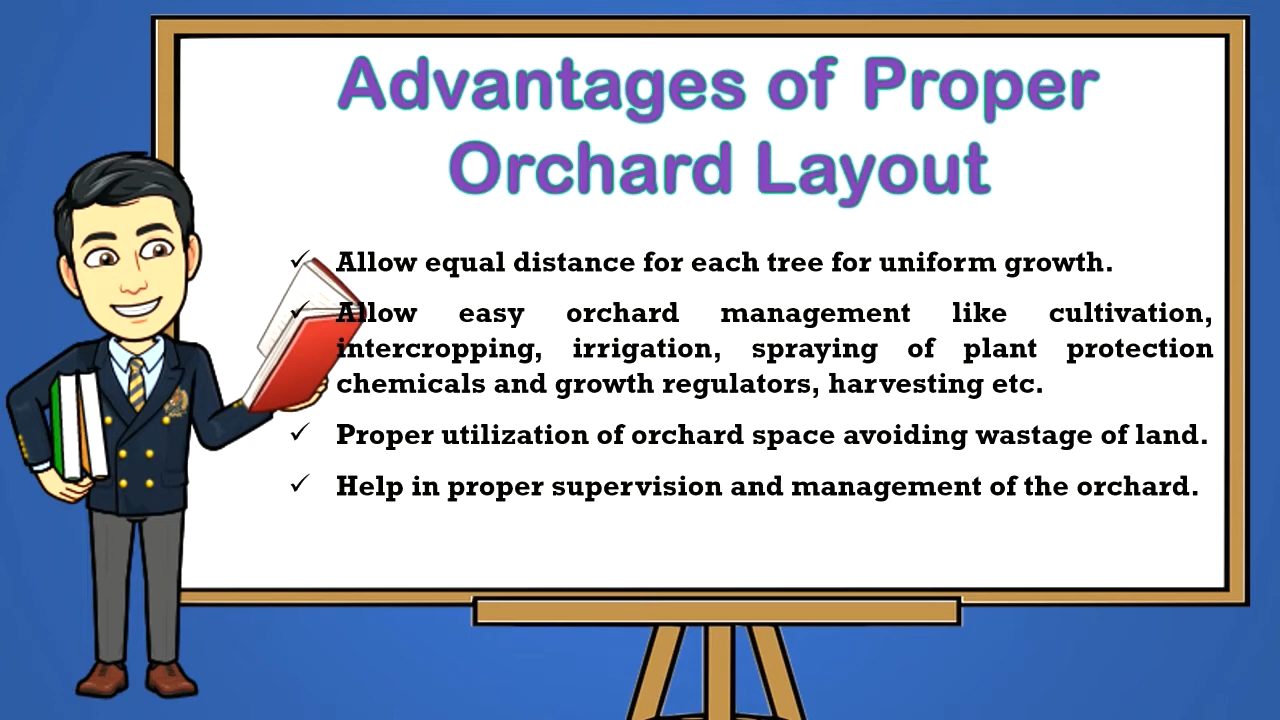 Advantages of Proper
Orchard Layout
✓ Allow equal distance for each tree for uniform growth.
✓ Allow easy orchard management like cultivation,
intercropping, irrigation, spraying of plant protection
chemicals and growth regulators, harvesting etc.
✓ Proper utilization of orchard space avoiding wastage of land.
✓ Help in proper supervision and management of the orchard.